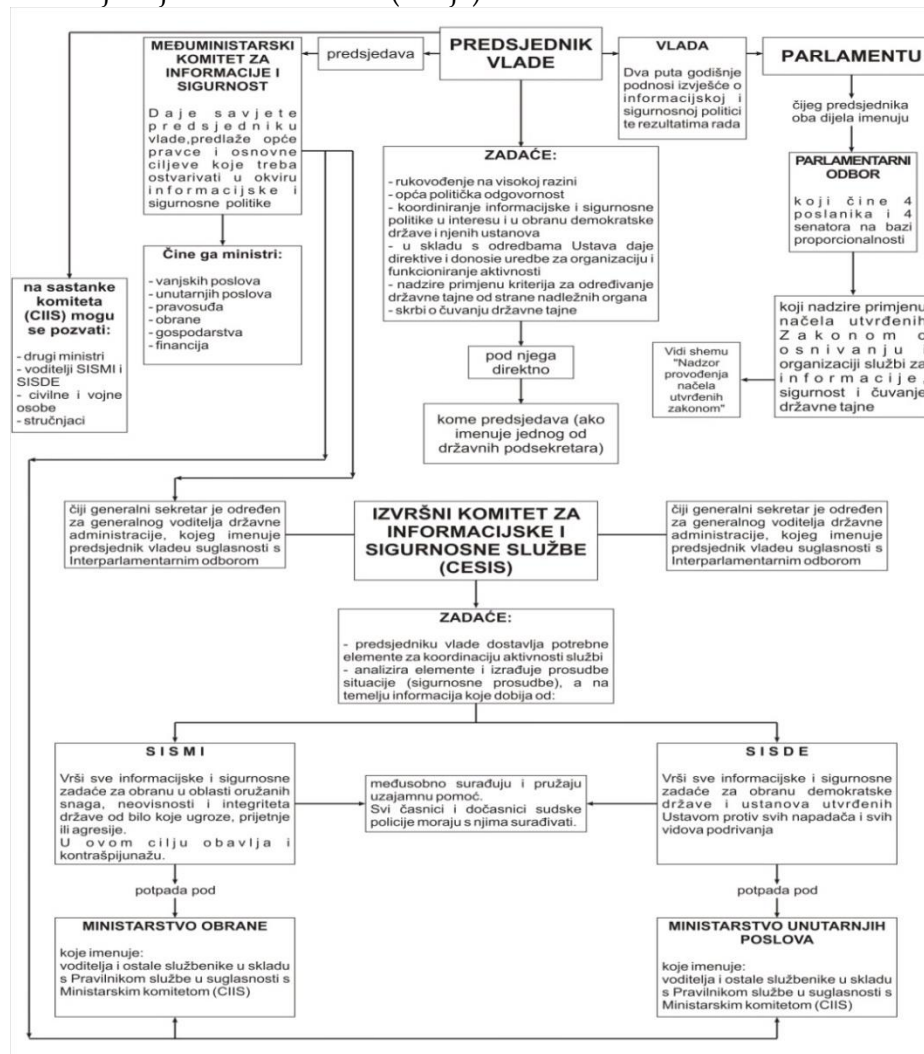 MEĐUMINISTARSKI
KOMITET ZA
INFORMACIJE I
SIGURNOST
Daje savjete
predsjedniku
vlade,predlaže opće
pravce i osnovne
ciljeve koje treba
ostvarivati u okviru
informacijske i
sigurnosne politike
predsjedava
PREDSJEDNIK
VLADE
VLADA
Dva puta godišnje
podnosi izvješće o
informacijskoj i
sigurnosnoj politici
te rezultatima rada
PARLAMENTU
čijeg predsjednika
oba dijela imenuju
PARLAMENTARNI
ODBOR
koji čine 4
poslanika i 4
senatora na bazi
proporcionalnosti
koji nadzire primjenu
načela utvrđenih
Zakonom o
osnivanju i
organizaciji službi za
informacije,
sigurnost i čuvanje
državne tajne
Vidi shemu
"Nadzor
provođenja
načela
utvrđenih
zakonom"
ZADAĆE:
- rukovođenje na visokoj razini
- opća politička odgovornost
- koordiniranje informacijske i sigurnosne
politike u interesu i u obranu demokratske
države i njenih ustanova
- u skladu s odredbama Ustava daje
direktive i donosie uredbe za organizaciju i
funkcioniranje aktivnosti
- nadzire primjenu kriterija za određivanje
državne tajne od strane nadležnih organa
- skrbi o čuvanju državne tajne
pod njega
direktno
kome predsjedava (ako
imenuje jednog od
državnih podsekretara)
Čine ga ministri:
- vanjskih poslova
- unutarnjih poslova
- pravosuđa
- obrane
- gospodarstva
- financija
na sastanke
komiteta
(CIIS) mogu
se pozvati:
- drugi ministri
- voditelji SISMI i
SISDE
- civilne i vojne
osobe
- stručnjaci
čiji generalni sekretar je određen
za generalnog voditelja državne
administracije, kojeg imenuje
predsjednik vladeu suglasnosti s
Interparlamentarnim odborom
IZVRŠNI KOMITET ZA
INFORMACIJSKE I
SIGURNOSNE SLUŽBE
(CESIS)
čiji generalni sekretar je određen
za generalnog voditelja državne
administracije, kojeg imenuje
predsjednik vladeu suglasnosti s
Interparlamentarnim odborom
ZADAĆE:
- predsjedniku vlade dostavlja potrebne
elemente za koordinaciju aktivnosti službi
- analizira elemente i izrađuje prosudbe
situacije (sigurnosne prosudbe), a na
temelju informacija koje dobija od:
SISMI
Vrši sve informacijske i sigurnosne
zadaće za obranu u oblasti oružanih
snaga, neovisnosti i integriteta
države od bilo koje ugroze, prijetnje
ili agresije.
U ovom cilju obavlja i
kontrašpijunažu.
međusobno surađuju i pružaju
uzajamnu pomoć.
Svi časnici i dočasnici sudske
policije moraju s njima surađivati.
SISDE
Vrši sve informacijske i sigurnosne
zadaće za obranu demokratske
države i ustanova utvrđenih
Ustavom protiv svih napadača i svih
vidova podrivanja
potpada pod
potpada pod
MINISTARSTVO OBRANE
koje imenuje:
voditelja i ostale službenike u skladu
s Pravilnikom službe u suglasnosti s
Ministarskim komitetom (CIIS)
MINISTARSTVO UNUTARNJIH
POSLOVA
koje imenuje:
voditelja i ostale službenike u skladu
s Pravilnikom službe u suglasnosti s
Ministarskim komitetom (CIIS)